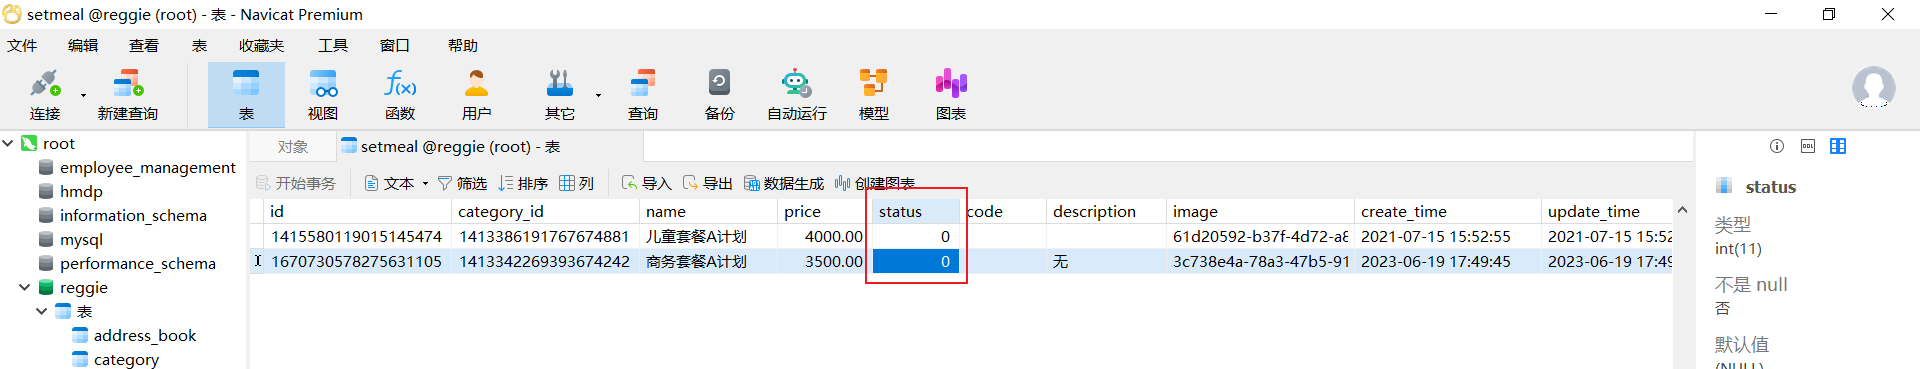 setmeal @reggie (root) - 表 - Navicat Premium
文件 编辑 查看 表 收藏夹 工具 窗口 帮助
连接 新建查询 表 视图 函数 用户 其它 查询 备份 自动运行 模型 图表
root
employee_management
hmdp
information_schema
mysql
performance_schema
reggie
表
address_book
category
对象 setmeal @reggie (root) - 表
开始事务 文本 筛选 排序 列 导入 导出 数据生成 创建图表
id category_id name price status code description image create_time update_time
1415580119015145474 1413386191767674881 儿童套餐A计划 4000.00 0 61d20592-b37f-4d72-a8 2021-07-15 15:52:55 2021-07-15 15:52
1670730578275631105 1413342269393674242 商务套餐A计划 3500.00 0 无 3c738e4a-78a3-47b5-91 2023-06-19 17:49:45 2023-06-19 17:49
DDL
status
类型
int(11)
不是 null
否
默认值
(NULL)